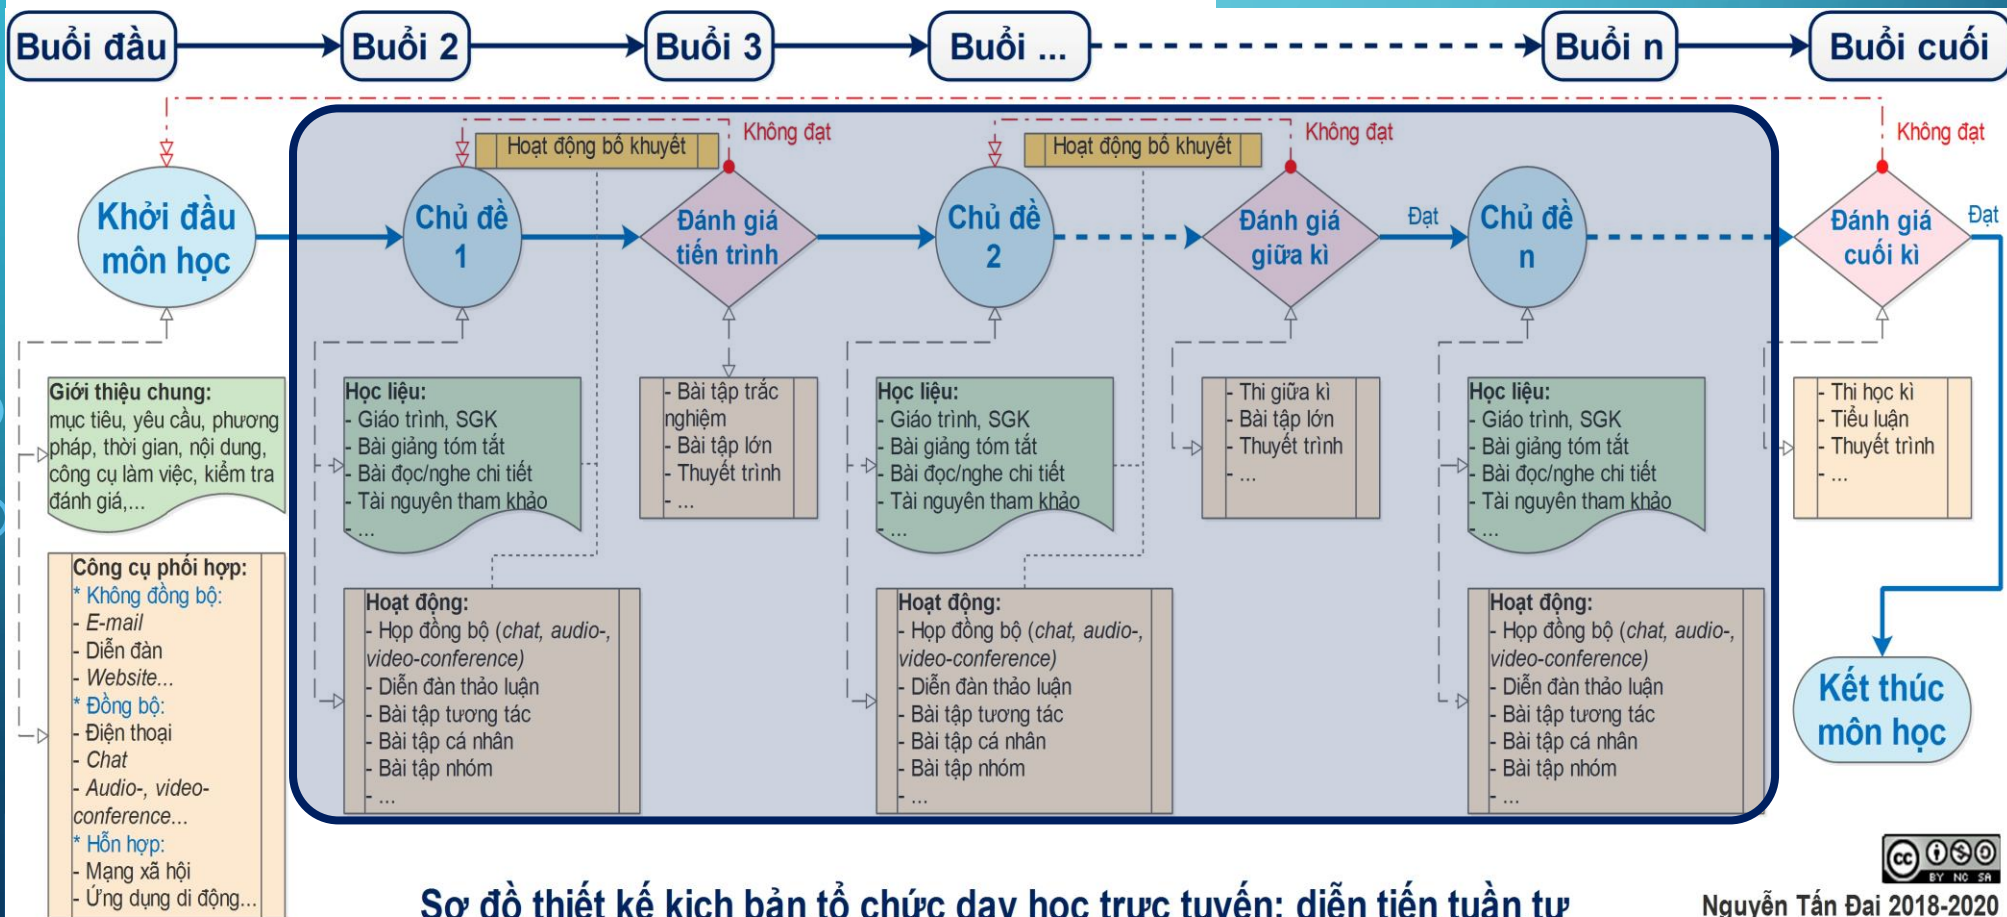 Buổi đầu
Buổi 2
Buổi 3
Buổi ...
Buổi n
Buổi cuối
Hoạt động bổ khuyết
Không đạt
Hoạt động bổ khuyết
Không đạt
Không đạt
Khởi đầu
môn học
Chủ đề
1
Đánh giá
tiến trình
Chủ đề
2
Đánh giá
giữa kì
Đạt
Chủ đề
n
Đánh giá
cuối kì
Đạt
Giới thiệu chung:
mục tiêu, yêu cầu, phương
pháp, thời gian, nội dung,
công cụ làm việc, kiểm tra
đánh giá,...
Công cụ phối hợp:
* Không đồng bộ:
- E-mail
- Diễn đàn
- Website...
* Đồng bộ:
- Điện thoại
- Chat
- Audio-, video-
conference...
* Hỗn hợp:
- Mạng xã hội
- Ứng dụng di động...
Học liệu:
- Giáo trình, SGK
- Bài giảng tóm tắt
- Bài đọc/nghe chi tiết
- Tài nguyên tham khảo
- ...
Hoạt động:
- Họp đồng bộ (chat, audio-,
video-conference)
- Diễn đàn thảo luận
- Bài tập tương tác
- Bài tập cá nhân
- Bài tập nhóm
- ...
- Bài tập trắc
nghiệm
- Bài tập lớn
- Thuyết trình
- ...
Học liệu:
- Giáo trình, SGK
- Bài giảng tóm tắt
- Bài đọc/nghe chi tiết
- Tài nguyên tham khảo
- ...
Hoạt động:
- Họp đồng bộ (chat, audio-,
video-conference)
- Diễn đàn thảo luận
- Bài tập tương tác
- Bài tập cá nhân
- Bài tập nhóm
- ...
- Thi giữa kì
- Bài tập lớn
- Thuyết trình
- ...
Học liệu:
- Giáo trình, SGK
- Bài giảng tóm tắt
- Bài đọc/nghe chi tiết
- Tài nguyên tham khảo
- ...
Hoạt động:
- Họp đồng bộ (chat, audio-,
video-conference)
- Diễn đàn thảo luận
- Bài tập tương tác
- Bài tập cá nhân
- Bài tập nhóm
- ...
- Thi học kì
- Tiểu luận
- Thuyết trình
- ...
Kết thúc
môn học
cc
BY NC SA
Sơ đồ thiết kế kịch bản tổ chức dạy học trực tuyến: diễn tiến tuần tự
Nguyễn Tấn Đại 2018-2020